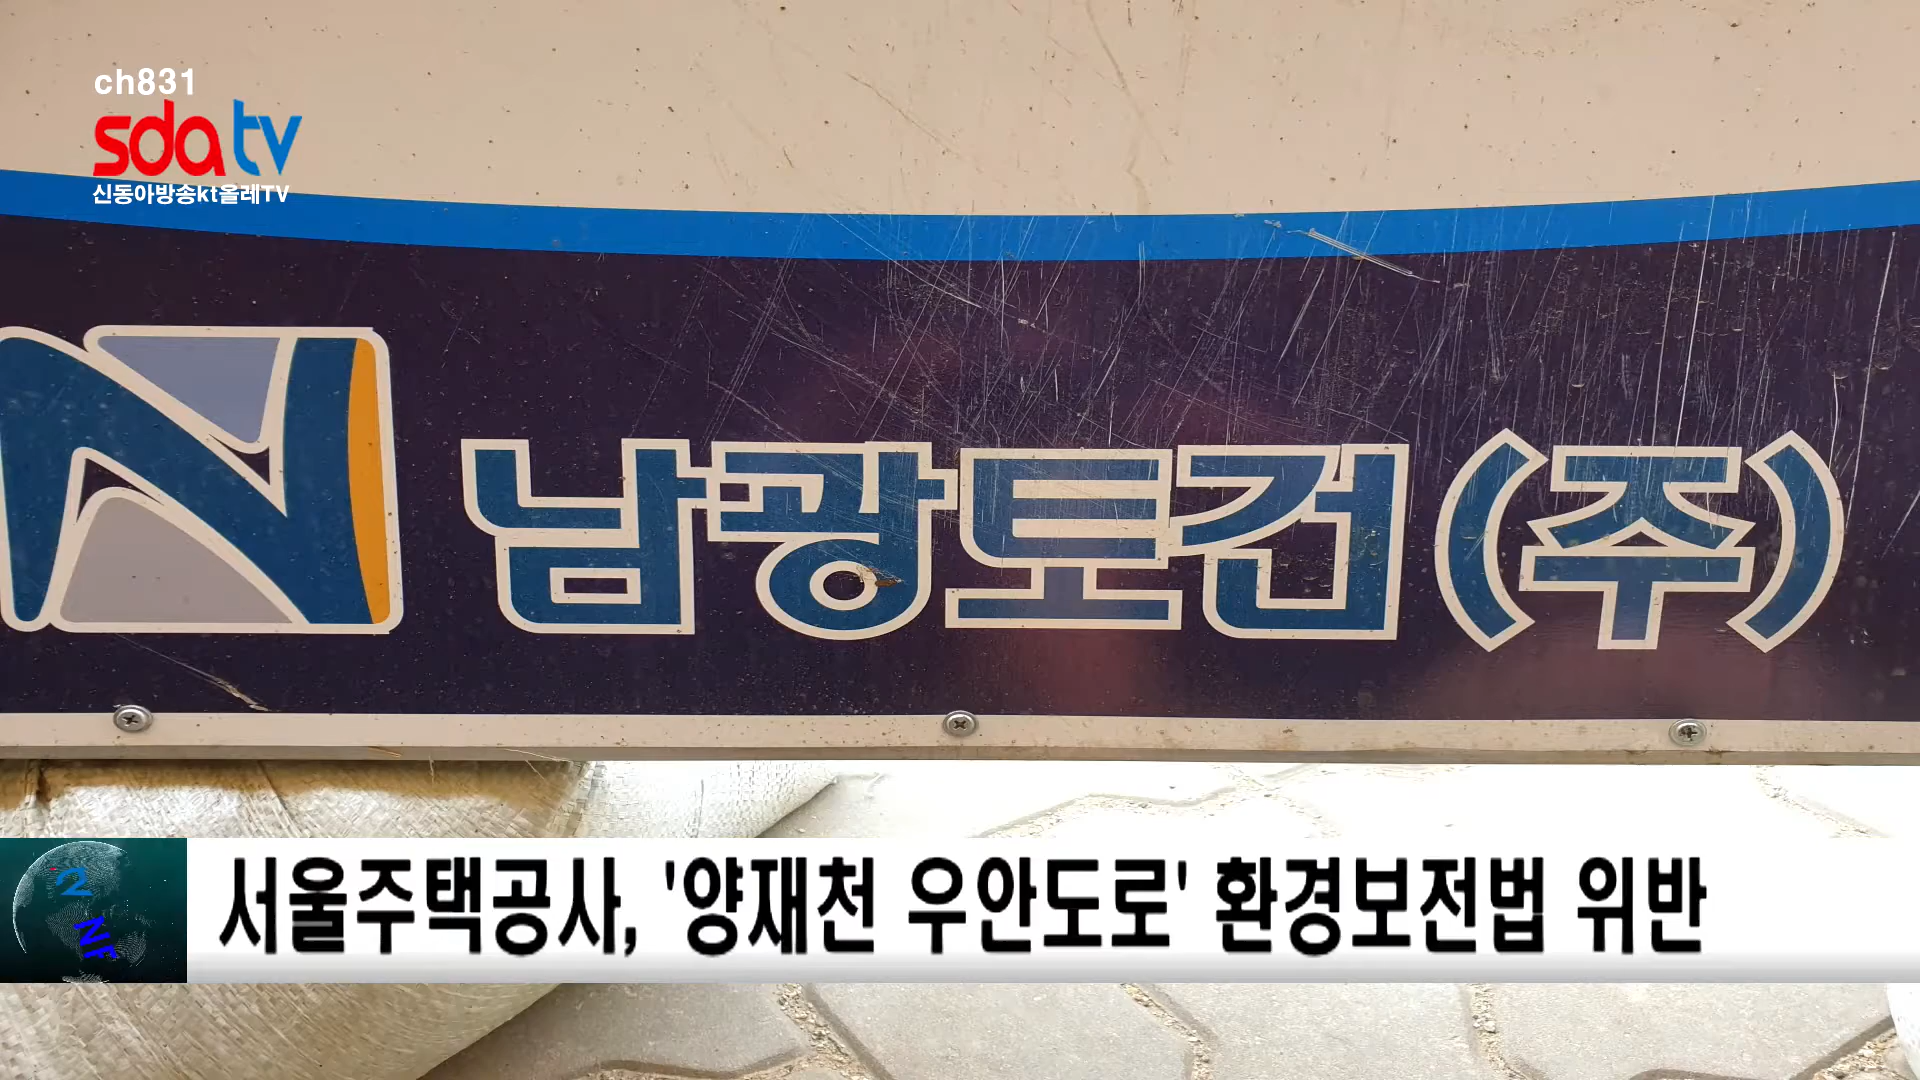 ch831
sda tv
신동아방송kt올레TV
남광토건(주)
서울주택공사, '양재천 우안도로' 환경보전법 위반